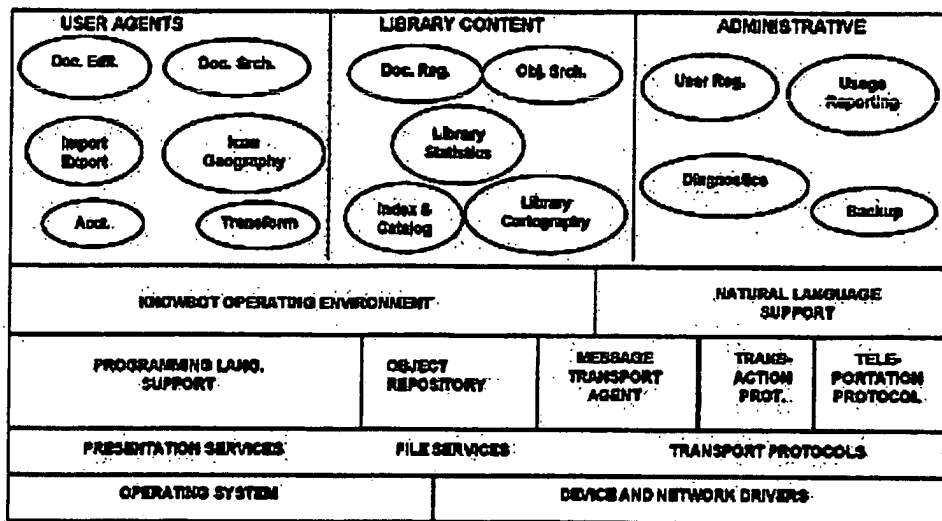 USER AGENTS
Doc. Edit.
Doc. Srch.
Import
Export
Icon
Geography
Acct.
Transform
LIBRARY CONTENT
Doc. Reg.
Obj. Srch.
Library
Statistics
Index &
Catalog
Library
Cartography
ADMINISTRATIVE
User Reg.
Usage
Reporting
Diagnostics
Backup
KNOWBOT OPERATING ENVIRONMENT
NATURAL LANGUAGE
SUPPORT
PROGRAMMING LANG.
SUPPORT
OBJECT
REPOSITORY
MESSAGE
TRANSPORT
AGENT
TRANS-
ACTION
PROT.
TELE-
PORTATION
PROTOCOL
PRESENTATION SERVICES
FILE SERVICES
TRANSPORT PROTOCOLS
OPERATING SYSTEM
DEVICE AND NETWORK DRIVERS